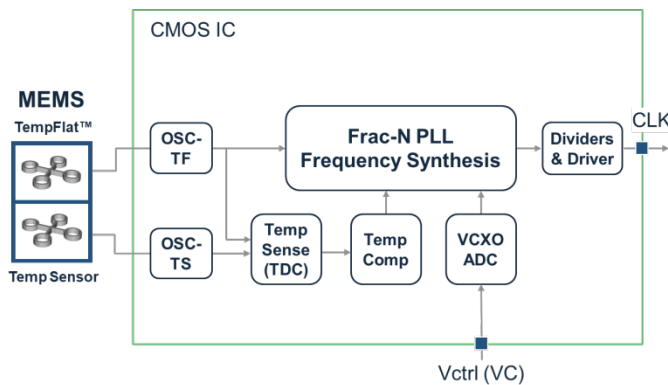 CMOS IC
MEMS
TempFlat™
OSC-
TF
Frac-N PLL
Frequency Synthesis
Dividers
& Driver
CLK
OSC-
TS
Temp
Sense
(TDC)
Temp
Comp
VCXO
ADC
Temp Sensor
Vctrl (VC)